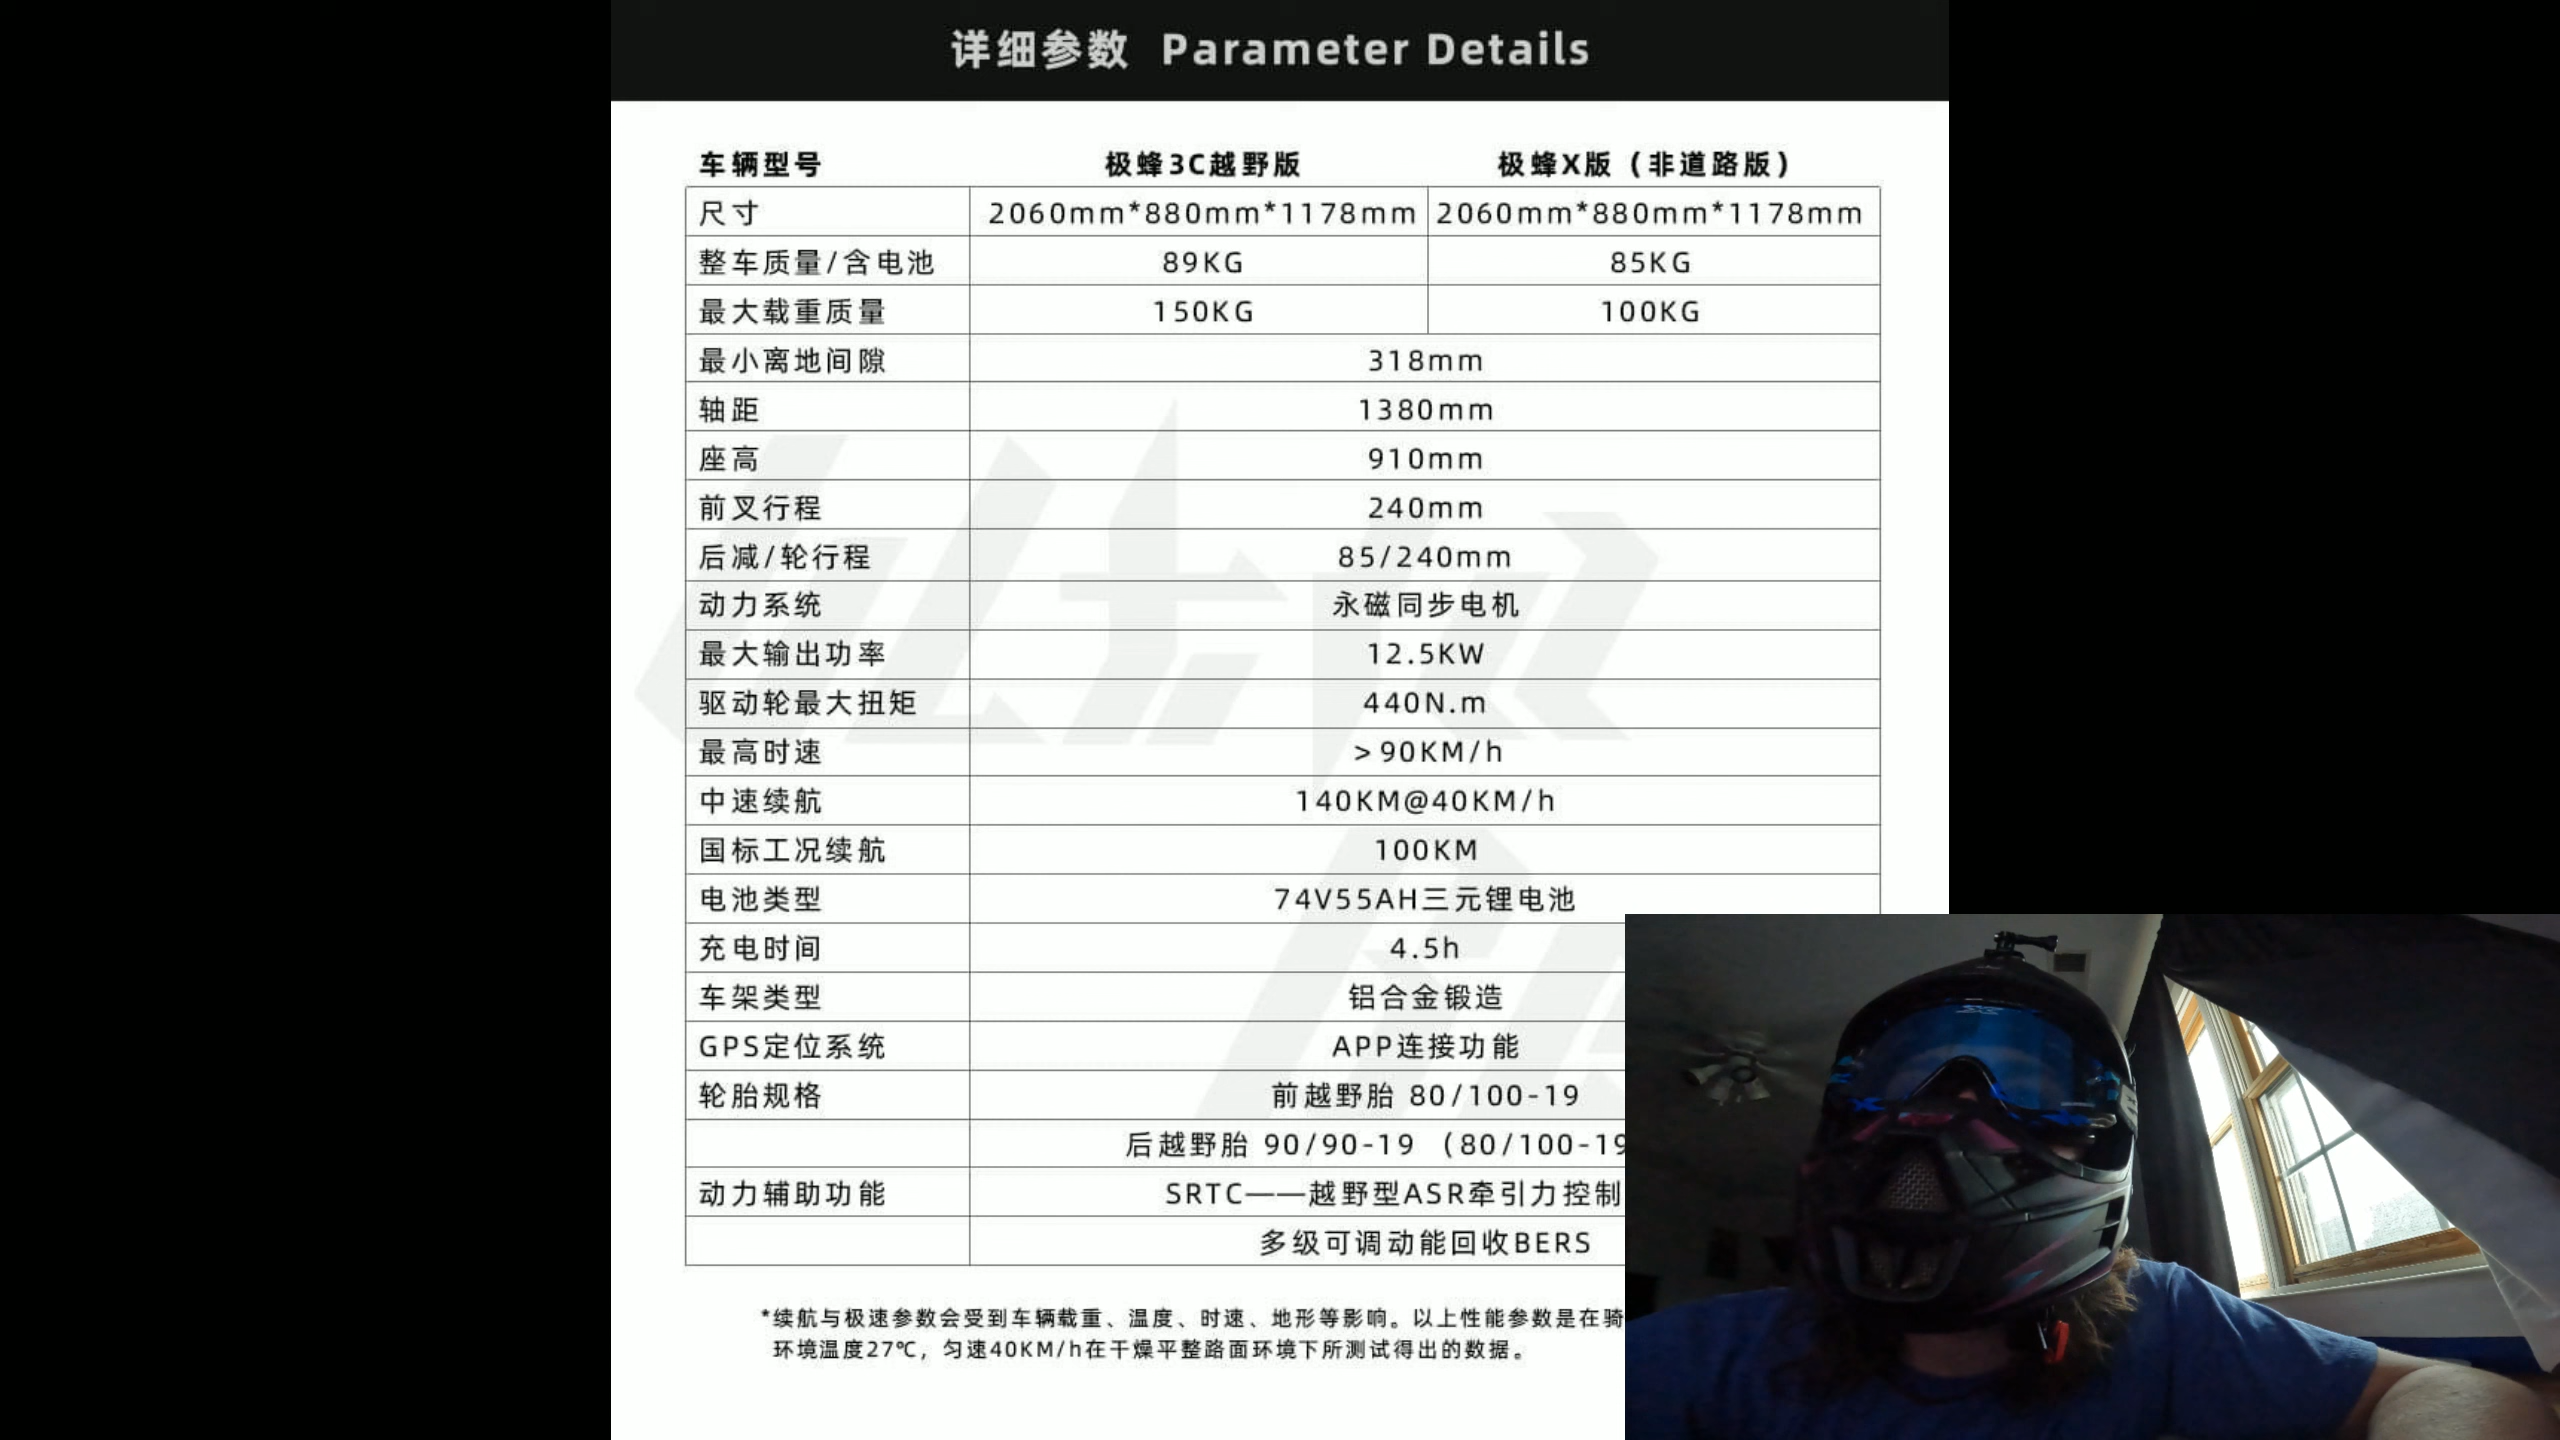 详细参数 Parameter Details
车辆型号 极蜂3C越野版 极蜂X版（非道路版）
尺寸 2060mm*880mm*1178mm 2060mm*880mm*1178mm
整车质量/含电池 89KG 85KG
最大载重质量 150KG 100KG
最小离地间隙 318mm
轴距 1380mm
座高 910mm
前叉行程 240mm
后减/轮行程 85/240mm
动力系统 永磁同步电机
最大输出功率 12.5KW
驱动轮最大扭矩 440N.m
最高时速 >90KM/h
中速续航 140KM@40KM/h
国标工况续航 100KM
电池类型 74V55AH三元锂电池
充电时间 4.5h
车架类型 铝合金锻造
GPS定位系统 APP连接功能
轮胎规格 前越野胎 80/100-19
后越野胎 90/90-19 （80/100-19
动力辅助功能 SRTC——越野型ASR牵引力控制
多级可调动能回收BERS
*续航与极速参数会受到车辆载重、温度、时速、地形等影响。以上性能参数是在骑
环境温度27℃，匀速40KM/h在干燥平整路面环境下所测试得出的数据。